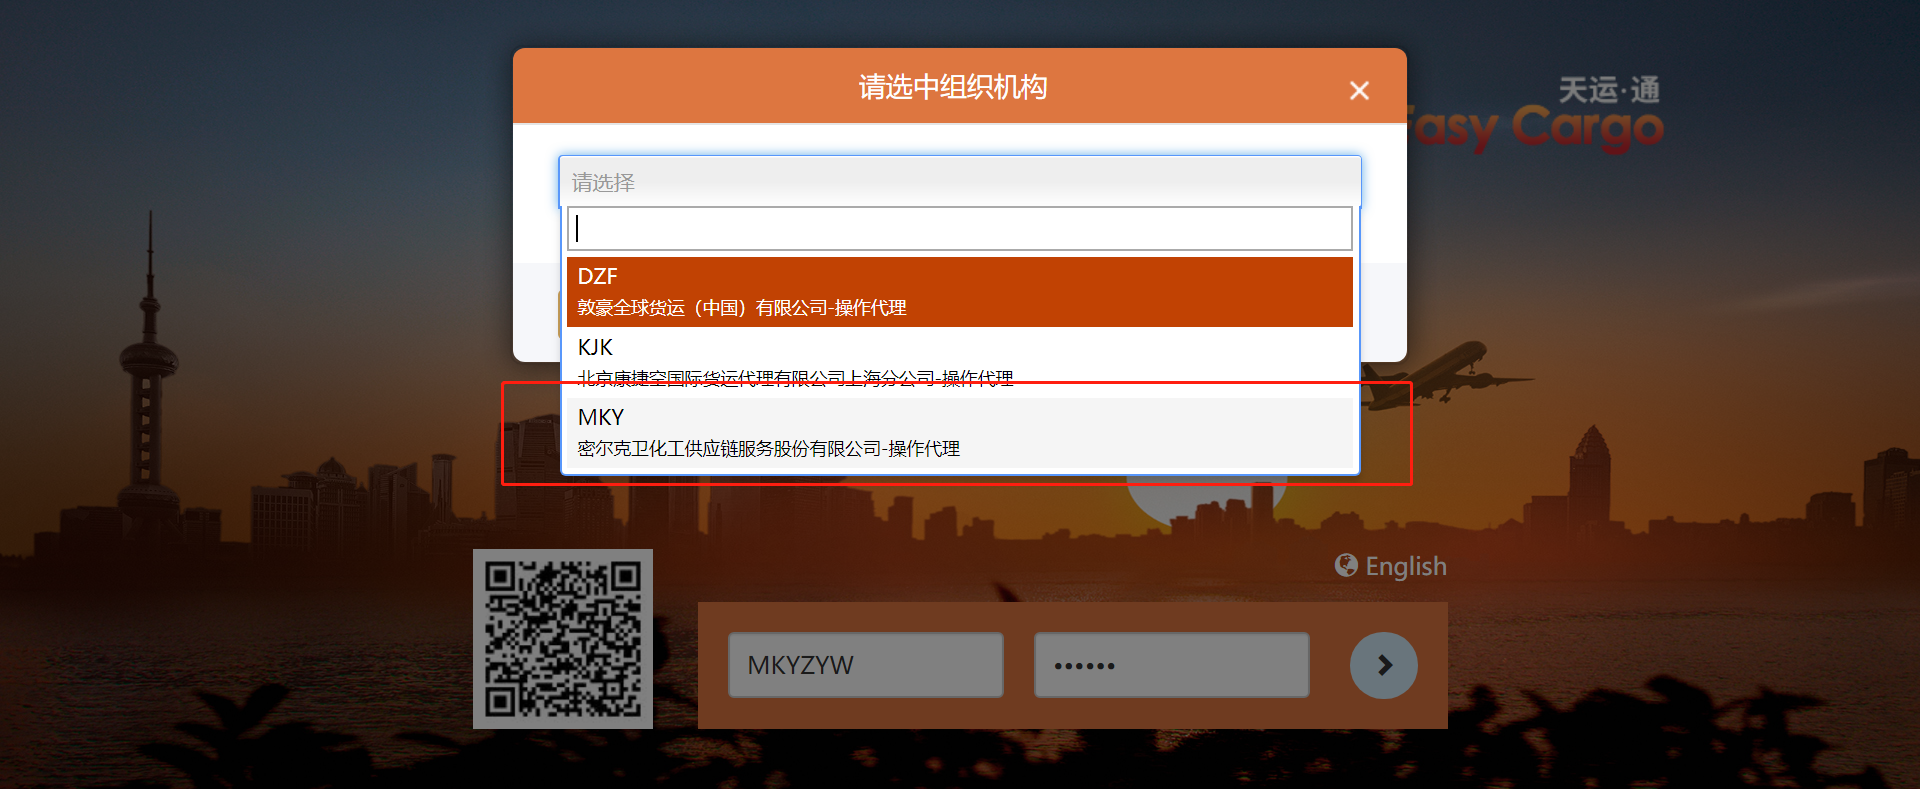 请选中组织机构
×
天运·通
Easy Cargo
请选择
DZF
敦豪全球货运（中国）有限公司-操作代理
KJK
北京康捷空国际货运代理有限公司上海分公司-操作代理
MKY
密尔克卫化工供应链服务股份有限公司-操作代理
English
MKYZYW
••••••